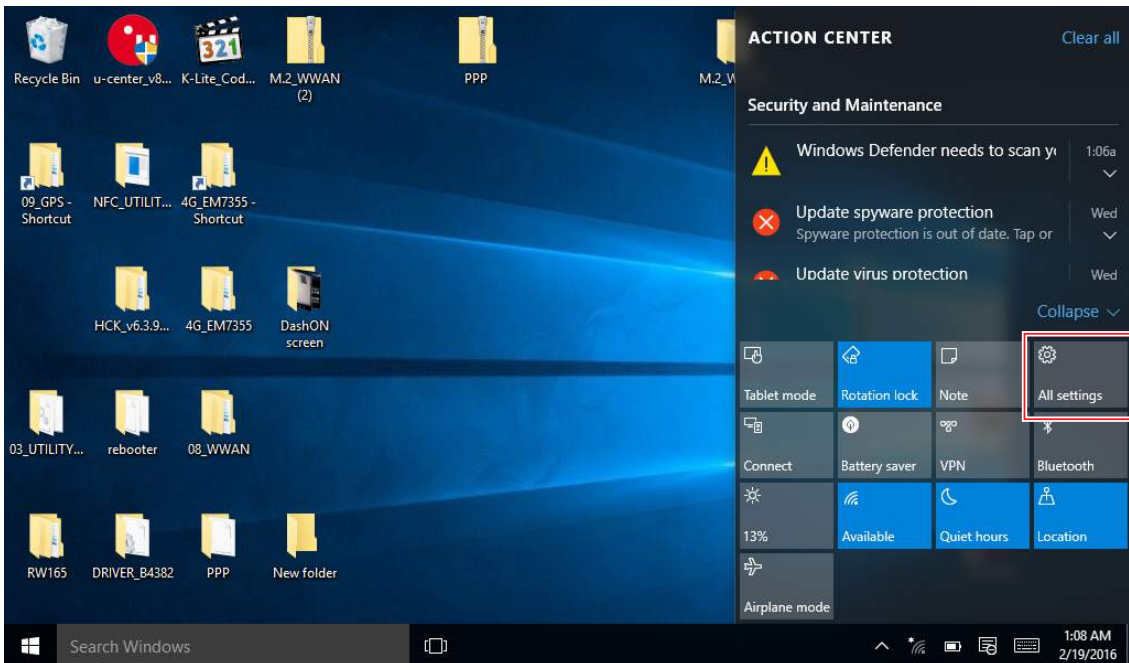 Recycle Bin
u-center_v8...
K-Lite_Cod...
321
M.2_WWAN
(2)
PPP
M.2_W
09_GPS -
Shortcut
NFC_UTILIT...
4G_EM7355 -
Shortcut
HCK_v6.3.9...
4G_EM7355
DashON
screen
03_UTILITY...
rebooter
08_WWAN
RW165
DRIVER_B4382
PPP
New folder
ACTION CENTER
Clear all
Security and Maintenance
Windows Defender needs to scan yo
1:06a
Update spyware protection
Wed
Spyware protection is out of date. Tap or
Update virus protection
Wed
Collapse
Tablet mode
Rotation lock
Note
All settings
Connect
Battery saver
VPN
Bluetooth
13%
Available
Quiet hours
Location
Airplane mode
Search Windows
1:08 AM
2/19/2016